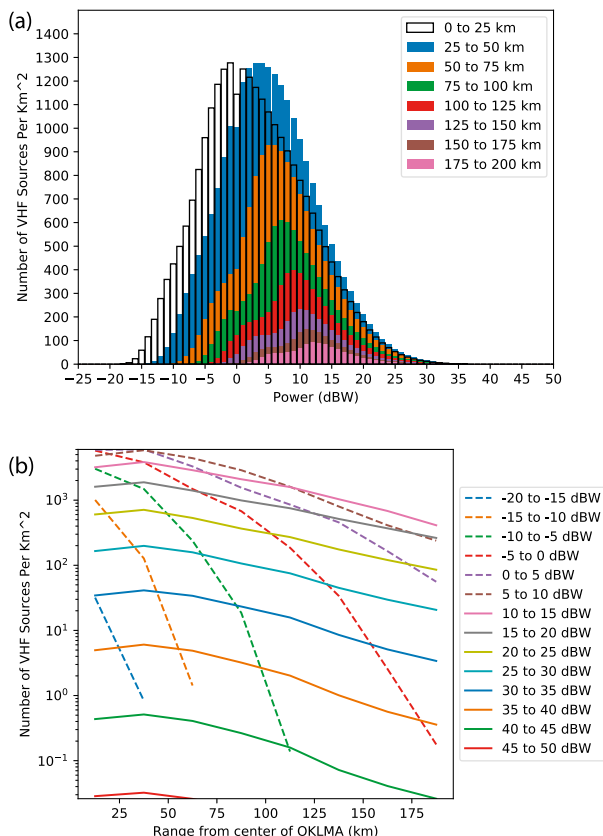 (a)
0 to 25 km
25 to 50 km
50 to 75 km
75 to 100 km
100 to 125 km
125 to 150 km
150 to 175 km
175 to 200 km
Number of VHF Sources Per Km^2
1400
1300
1200
1100
1000
900
800
700
600
500
400
300
200
100
0
-25 -20 -15 -10 -5 0 5 10 15 20 25 30 35 40 45 50
Power (dBW)
(b)
Number of VHF Sources Per Km^2
10^3
10^2
10^1
10^0
10^−1
25 50 75 100 125 150 175
Range from center of OKLMA (km)
-20 to -15 dBW
-15 to -10 dBW
-10 to -5 dBW
-5 to 0 dBW
0 to 5 dBW
5 to 10 dBW
10 to 15 dBW
15 to 20 dBW
20 to 25 dBW
25 to 30 dBW
30 to 35 dBW
35 to 40 dBW
40 to 45 dBW
45 to 50 dBW